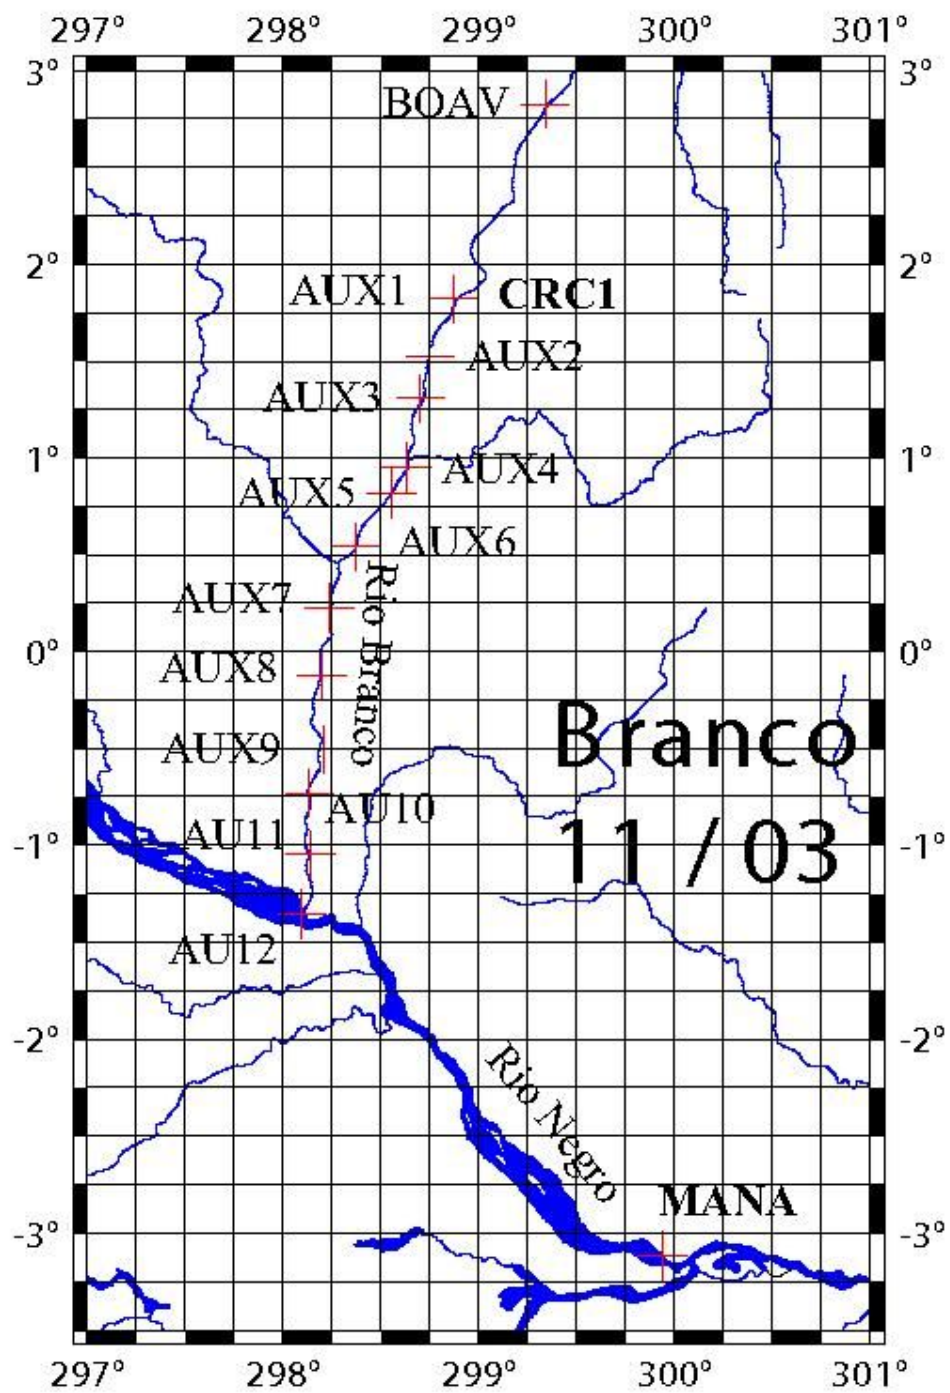 297° 298° 299° 300° 301°
3° 3°
BOAV
2° 2°
AUX1 CRC1
AUX2
AUX3
1° 1°
AUX4
AUX5
AUX6
AUX7
Rio Branco
0° 0°
AUX8
Branco
AUX9
AU10
11 / 03
AU11
-1° -1°
AU12
-2° -2°
Rio Negro
MANA
-3° -3°
297° 298° 299° 300° 301°